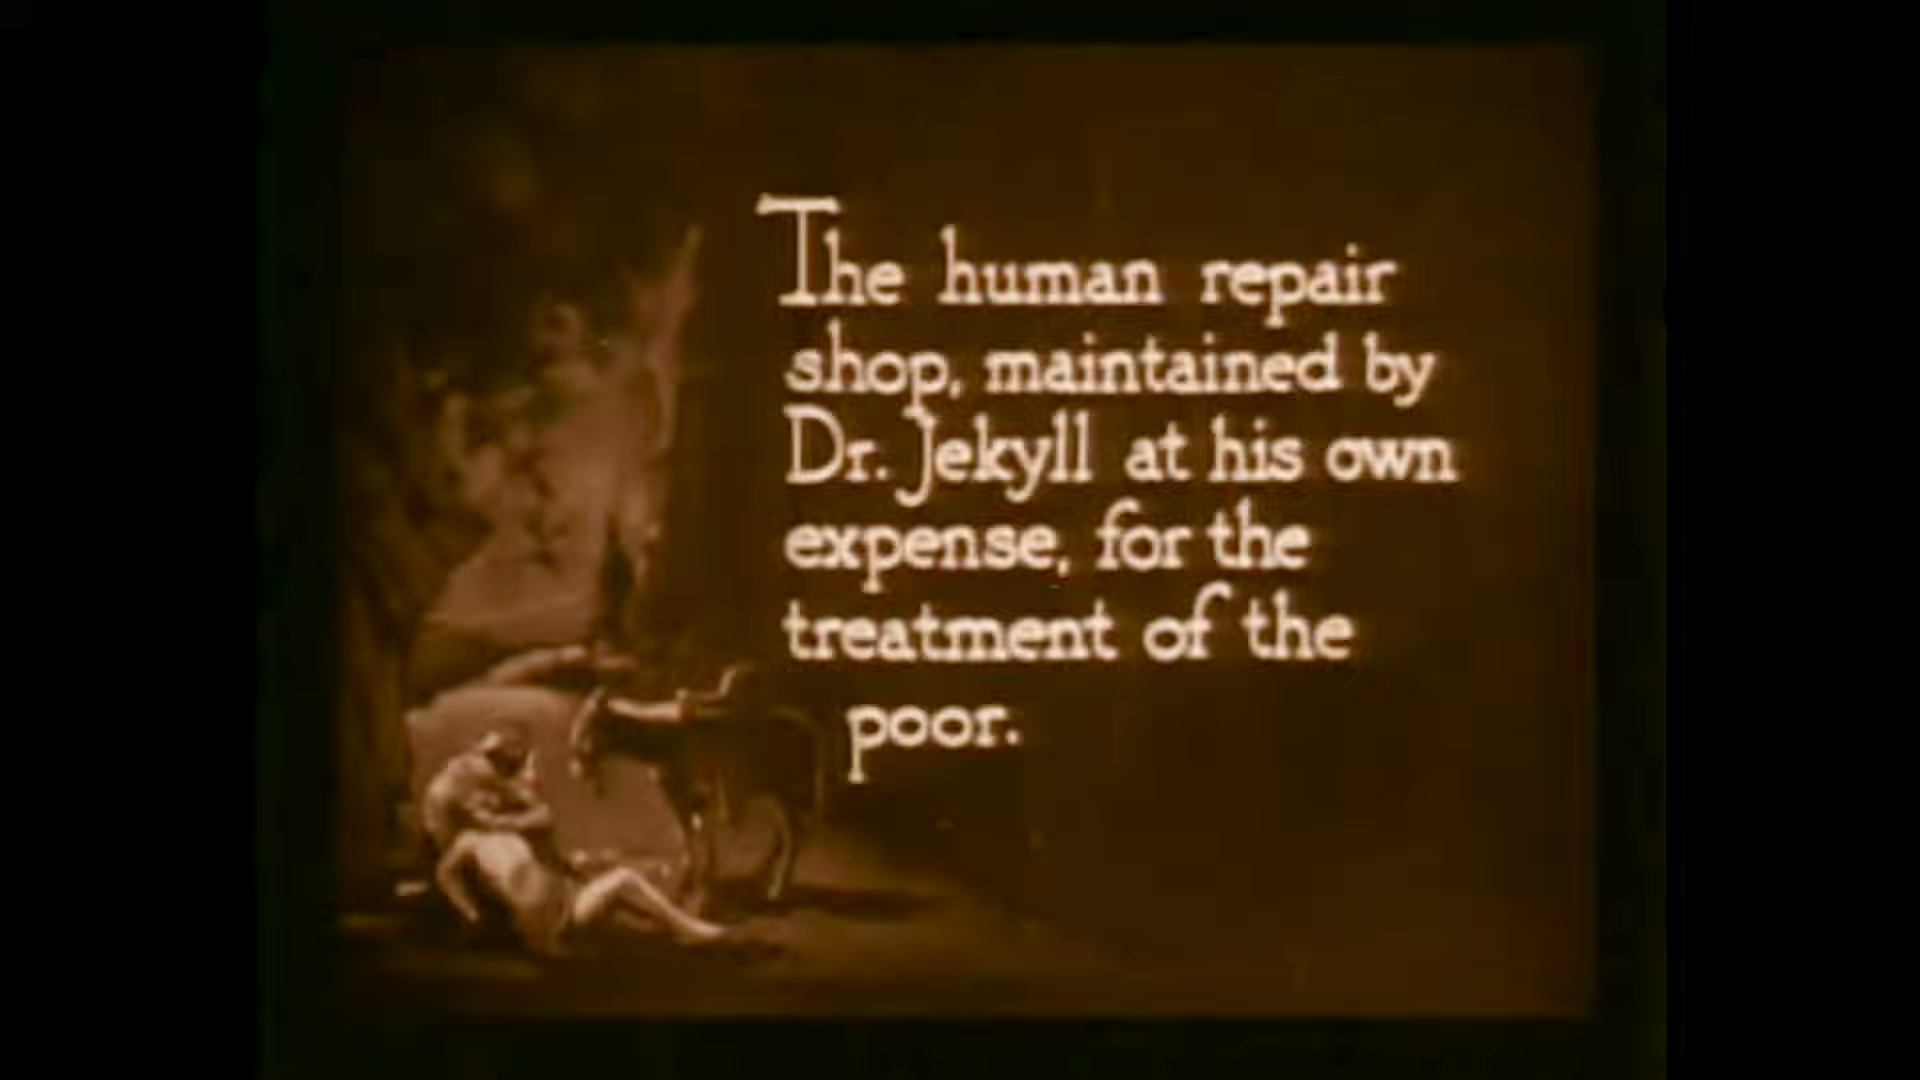 The human repair
shop, maintained by
Dr. Jekyll at his own
expense, for the
treatment of the
poor.